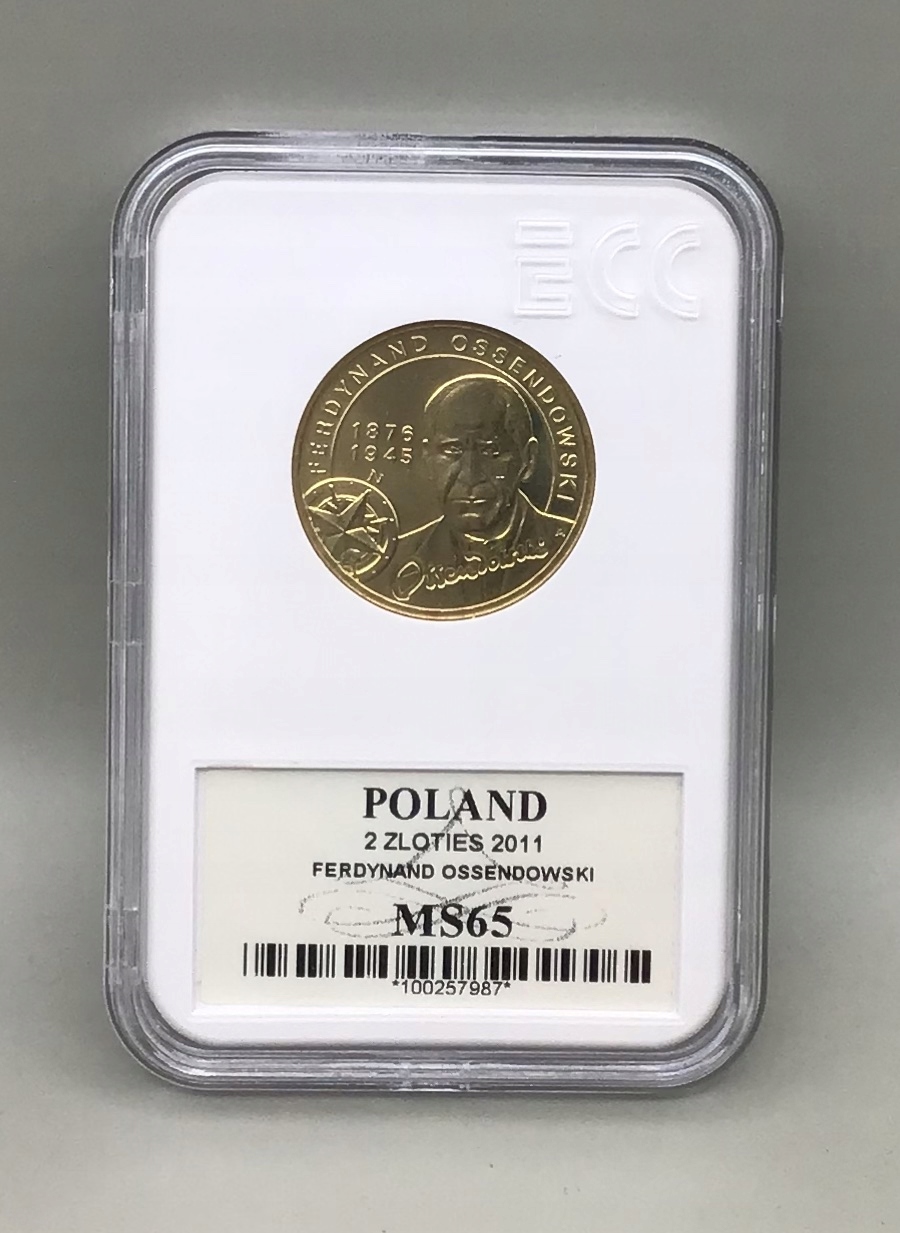 ECC
FERDYNAND OSSENDOWSKI
1876
1945
N
Ossendowski
POLAND
2 ZLOTIES 2011
FERDYNAND OSSENDOWSKI
MS65
*100257987*